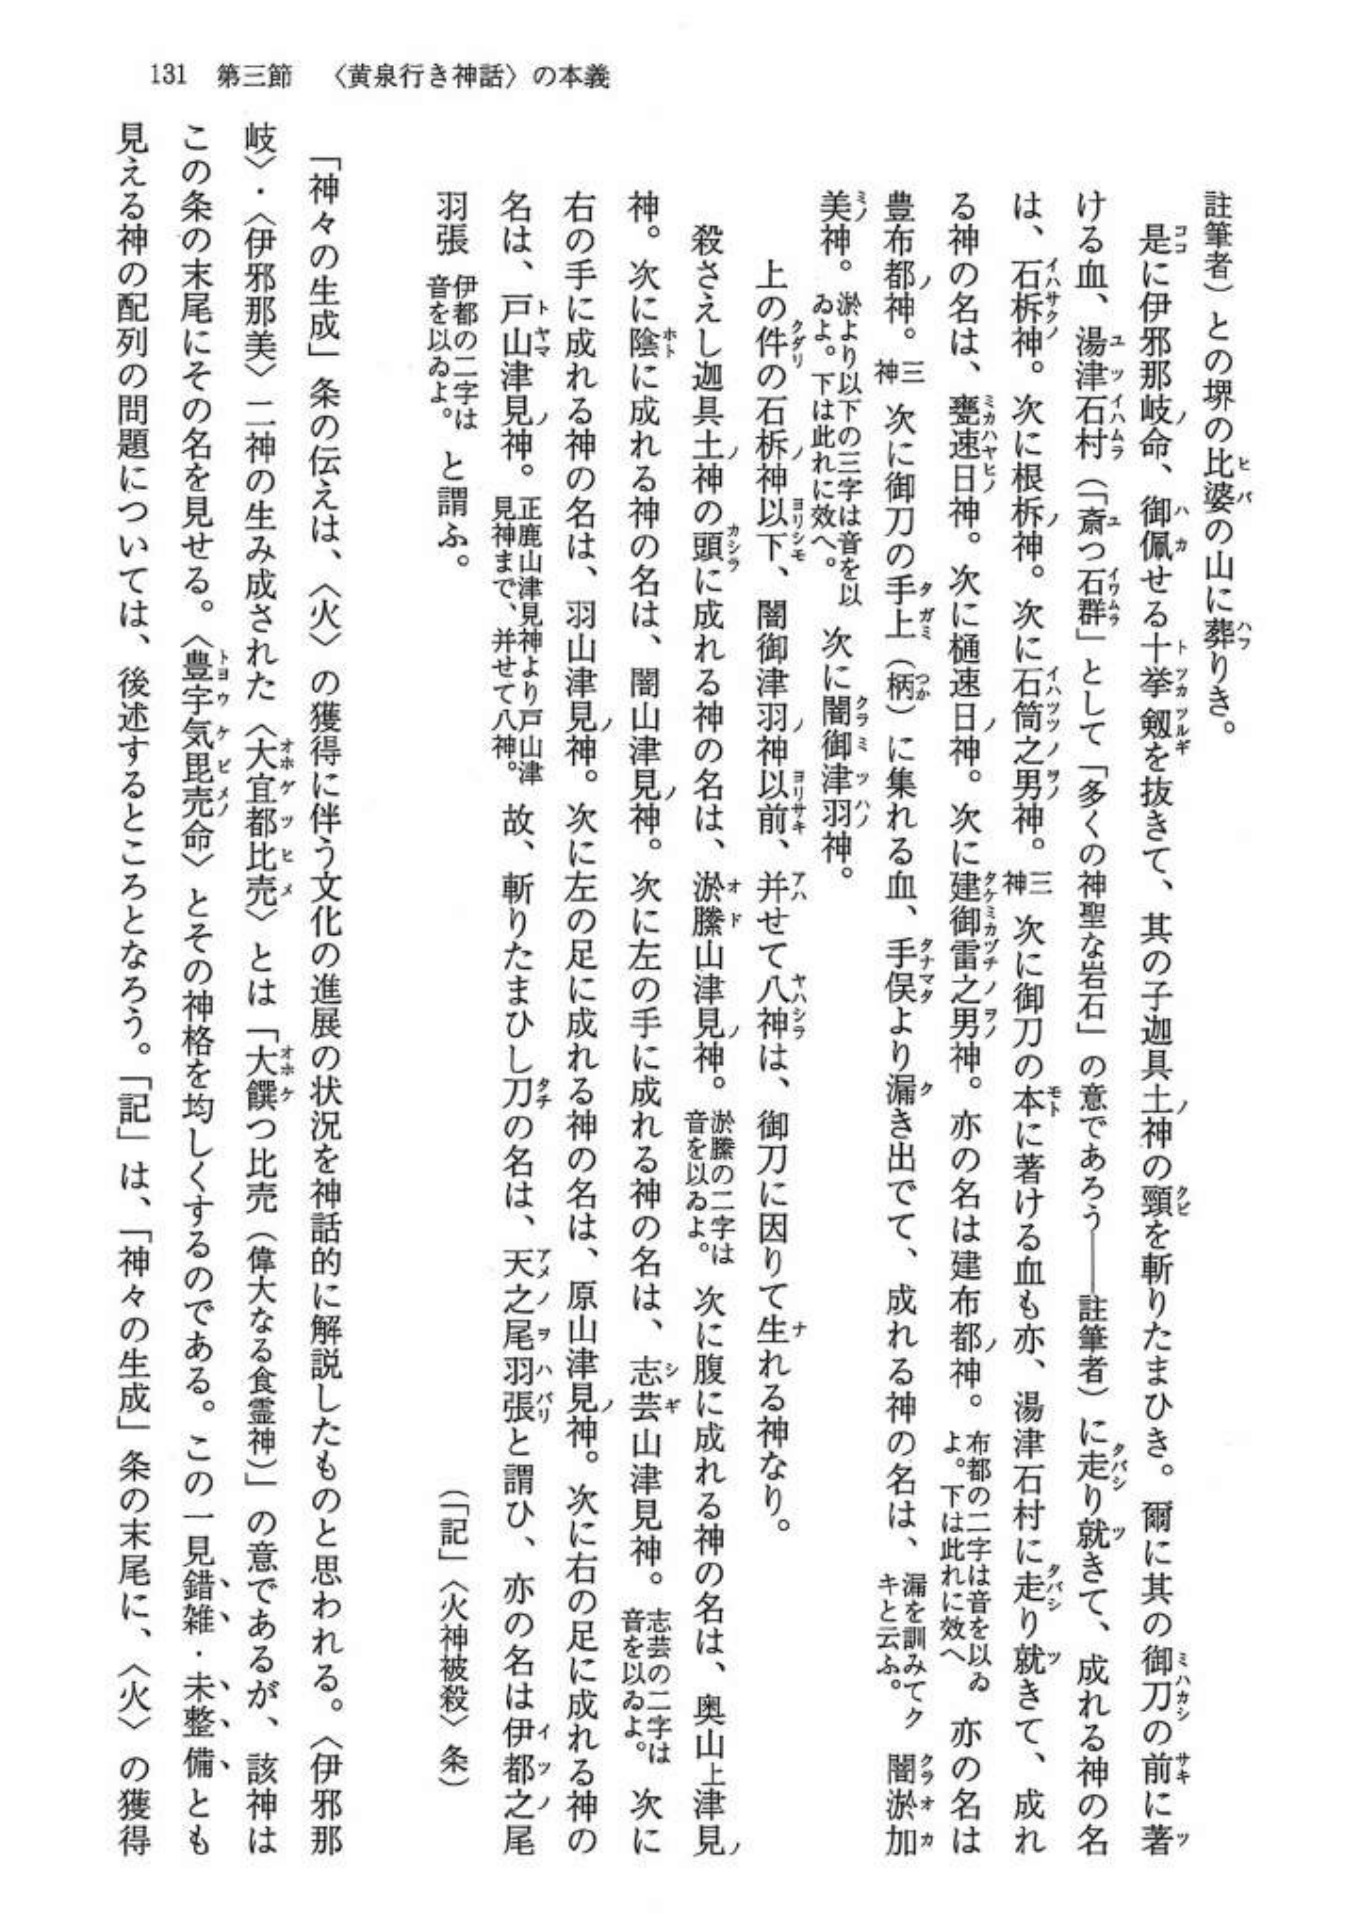 131　第三節　〈黄泉行き神話〉の本義
註筆者）との堺の比婆の山に葬りき。
是に伊邪那岐ノ命、御佩せる十挙剱を抜きて、其の子迦具土ノ神の頸を斬りたまひき。爾に其の御刀の前に著
ける血、湯津石村（「斎つ石群」として「多くの神聖な岩石」の意であろう――註筆者）に走り就きて、成れる神の名
は、石柝神。次に根柝ノ神。次に石筒之男神。三神 次に御刀の本に著ける血も亦、湯津石村に走り就きて、成れ
る神の名は、甕速日神。次に樋速日ノ神。次に建御雷之男神。亦の名は建布都ノ神。布都の二字は音を以ゐよ。下は此れに效へ 亦の名は
豊布都ノ神。三神 次に御刀の手上（柄）に集れる血、手俣より漏き出でて、成れる神の名は、漏を訓みてクキと云ふ。 闇淤加
美神。淤より以下の三字は音を以ゐよ。下は此れに效へ。 次に闇御津羽神。
上の件の石柝ノ神以下、闇御津羽ノ神以前、并せて八神は、御刀に因りて生れる神なり。
殺さえし迦具土ノ神の頭に成れる神の名は、淤縢山津見ノ神。淤縢の二字は音を以ゐよ。 次に腹に成れる神の名は、奥山上津見ノ
神。次に陰に成れる神の名は、闇山津見ノ神。次に左の手に成れる神の名は、志芸山津見神。志芸の二字は音を以ゐよ。 次に
右の手に成れる神の名は、羽山津見ノ神。次に左の足に成れる神の名は、原山津見ノ神。次に右の足に成れる神の
名は、戸山津見ノ神。正鹿山津見神より戸山津見神まで、并せて八神。 故、斬りたまひし刀の名は、天之尾羽張と謂ひ、亦の名は伊都之尾
羽張 伊都の二字は音を以ゐよ。 と謂ふ。
（「記」〈火神被殺〉条）
「神々の生成」条の伝えは、〈火〉の獲得に伴う文化の進展の状況を神話的に解説したものと思われる。〈伊邪那
岐〉・〈伊邪那美〉二神の生み成された〈大宜都比売〉とは「大饌つ比売（偉大なる食霊神）」の意であるが、該神は
この条の末尾にその名を見せる。〈豊宇気毘売命〉とその神格を均しくするのである。この一見錯雑・未整備とも
見える神の配列の問題については、後述するところとなろう。「記」は、「神々の生成」条の末尾に、〈火〉の獲得